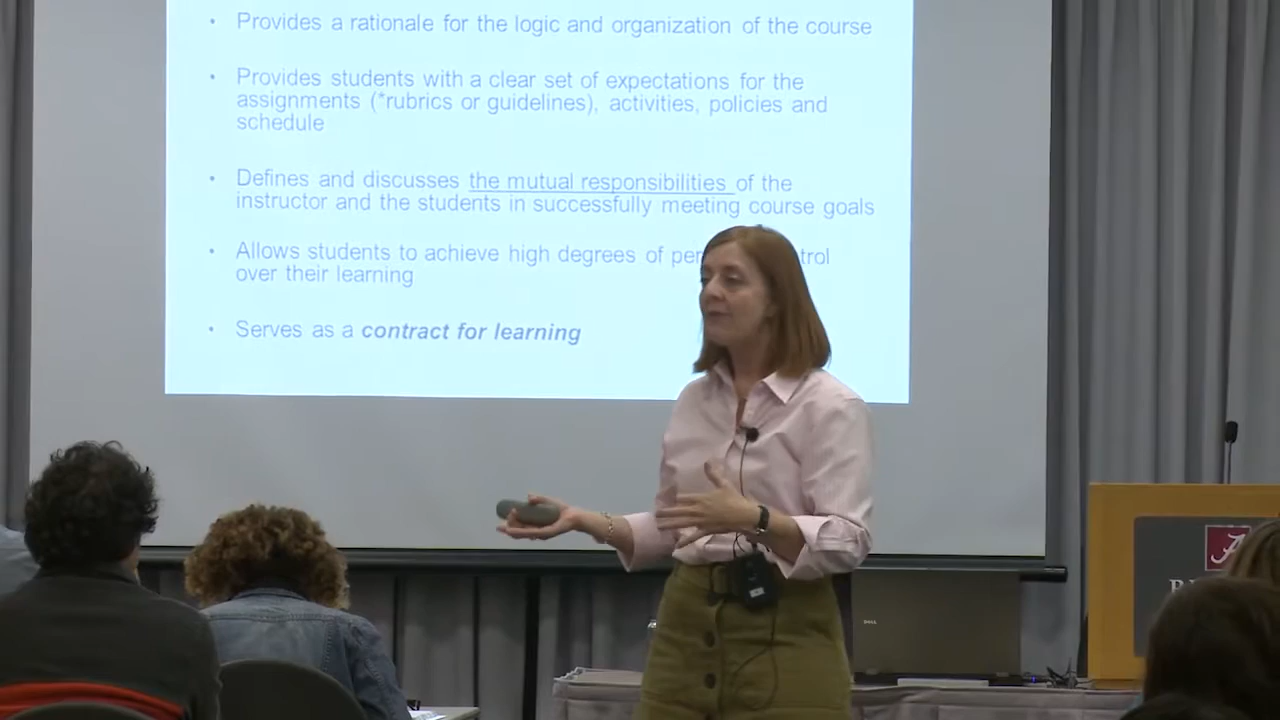 • Provides a rationale for the logic and organization of the course
• Provides students with a clear set of expectations for the
assignments (*rubrics or guidelines), activities, policies and
schedule
• Defines and discusses the mutual responsibilities of the
instructor and the students in successfully meeting course goals
• Allows students to achieve high degrees of
over their learning
• Serves as a contract for learning
DELL
A